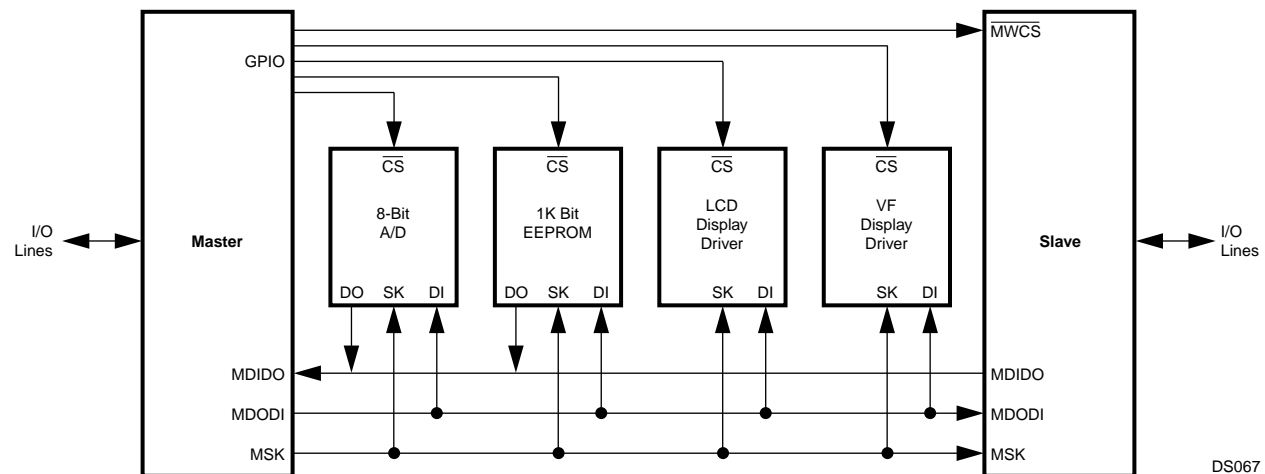 MWCS
GPIO
CS
CS
CS
CS
8-Bit
A/D
1K Bit
EEPROM
LCD
Display
Driver
VF
Display
Driver
I/O
Lines
Master
Slave
I/O
Lines
DO SK DI
DO SK DI
SK DI
SK DI
MDIDO
MDIDO
MDODI
MDODI
MSK
MSK
DS067